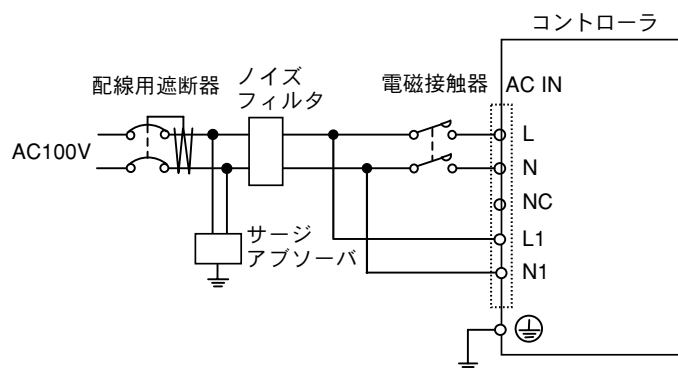 コントローラ
配線用遮断器
ノイズ
フィルタ
電磁接触器
AC IN
AC100V
L
N
NC
L1
N1
サージ
アブソーバ